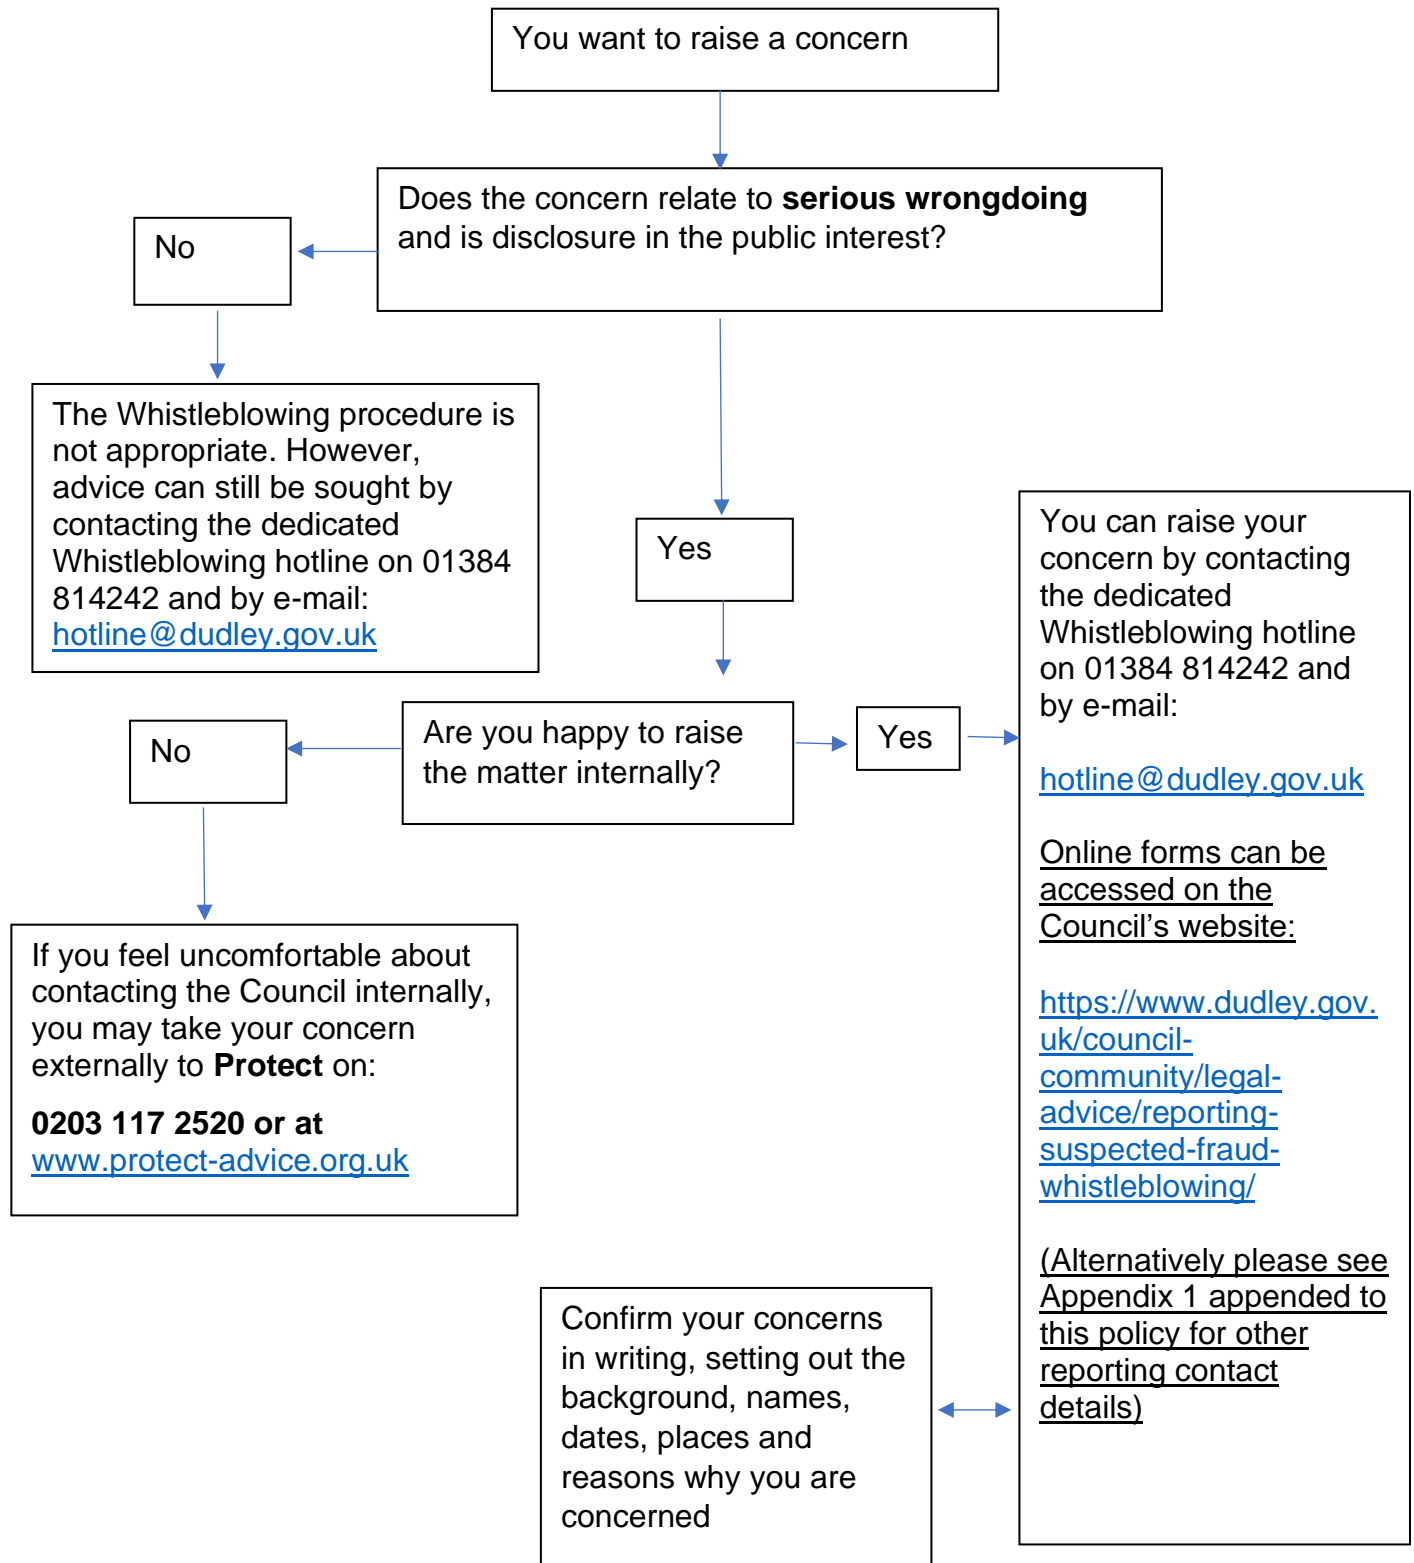 You want to raise a concern
Does the concern relate to serious wrongdoing
and is disclosure in the public interest?
No
The Whistleblowing procedure is
not appropriate. However,
advice can still be sought by
contacting the dedicated
Whistleblowing hotline on 01384
814242 and by e-mail:
hotline@dudley.gov.uk
Yes
Are you happy to raise
the matter internally?
No
Yes
If you feel uncomfortable about
contacting the Council internally,
you may take your concern
externally to Protect on:
0203 117 2520 or at
www.protect-advice.org.uk
You can raise your
concern by contacting
the dedicated
Whistleblowing hotline
on 01384 814242 and
by e-mail:
hotline@dudley.gov.uk
Online forms can be
accessed on the
Council’s website:
https://www.dudley.gov.
uk/council-
community/legal-
advice/reporting-
suspected-fraud-
whistleblowing/
(Alternatively please see
Appendix 1 appended to
this policy for other
reporting contact
details)
Confirm your concerns
in writing, setting out the
background, names,
dates, places and
reasons why you are
concerned